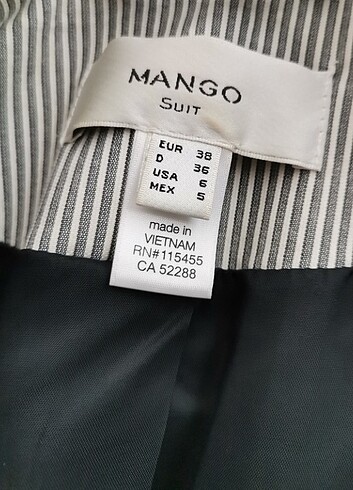 MANGO
SUIT
EUR 38
D 36
USA 6
MEX 5
made in
VIETNAM
RN#115455
CA 52288